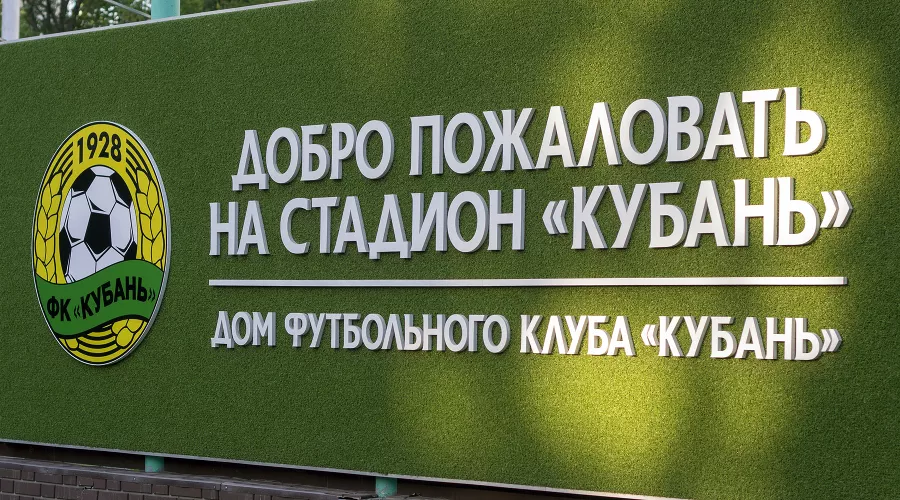 1928
ФК «КУБАНЬ»
ДОБРО ПОЖАЛОВАТЬ
НА СТАДИОН «КУБАНЬ»
ДОМ ФУТБОЛЬНОГО КЛУБА «КУБАНЬ»